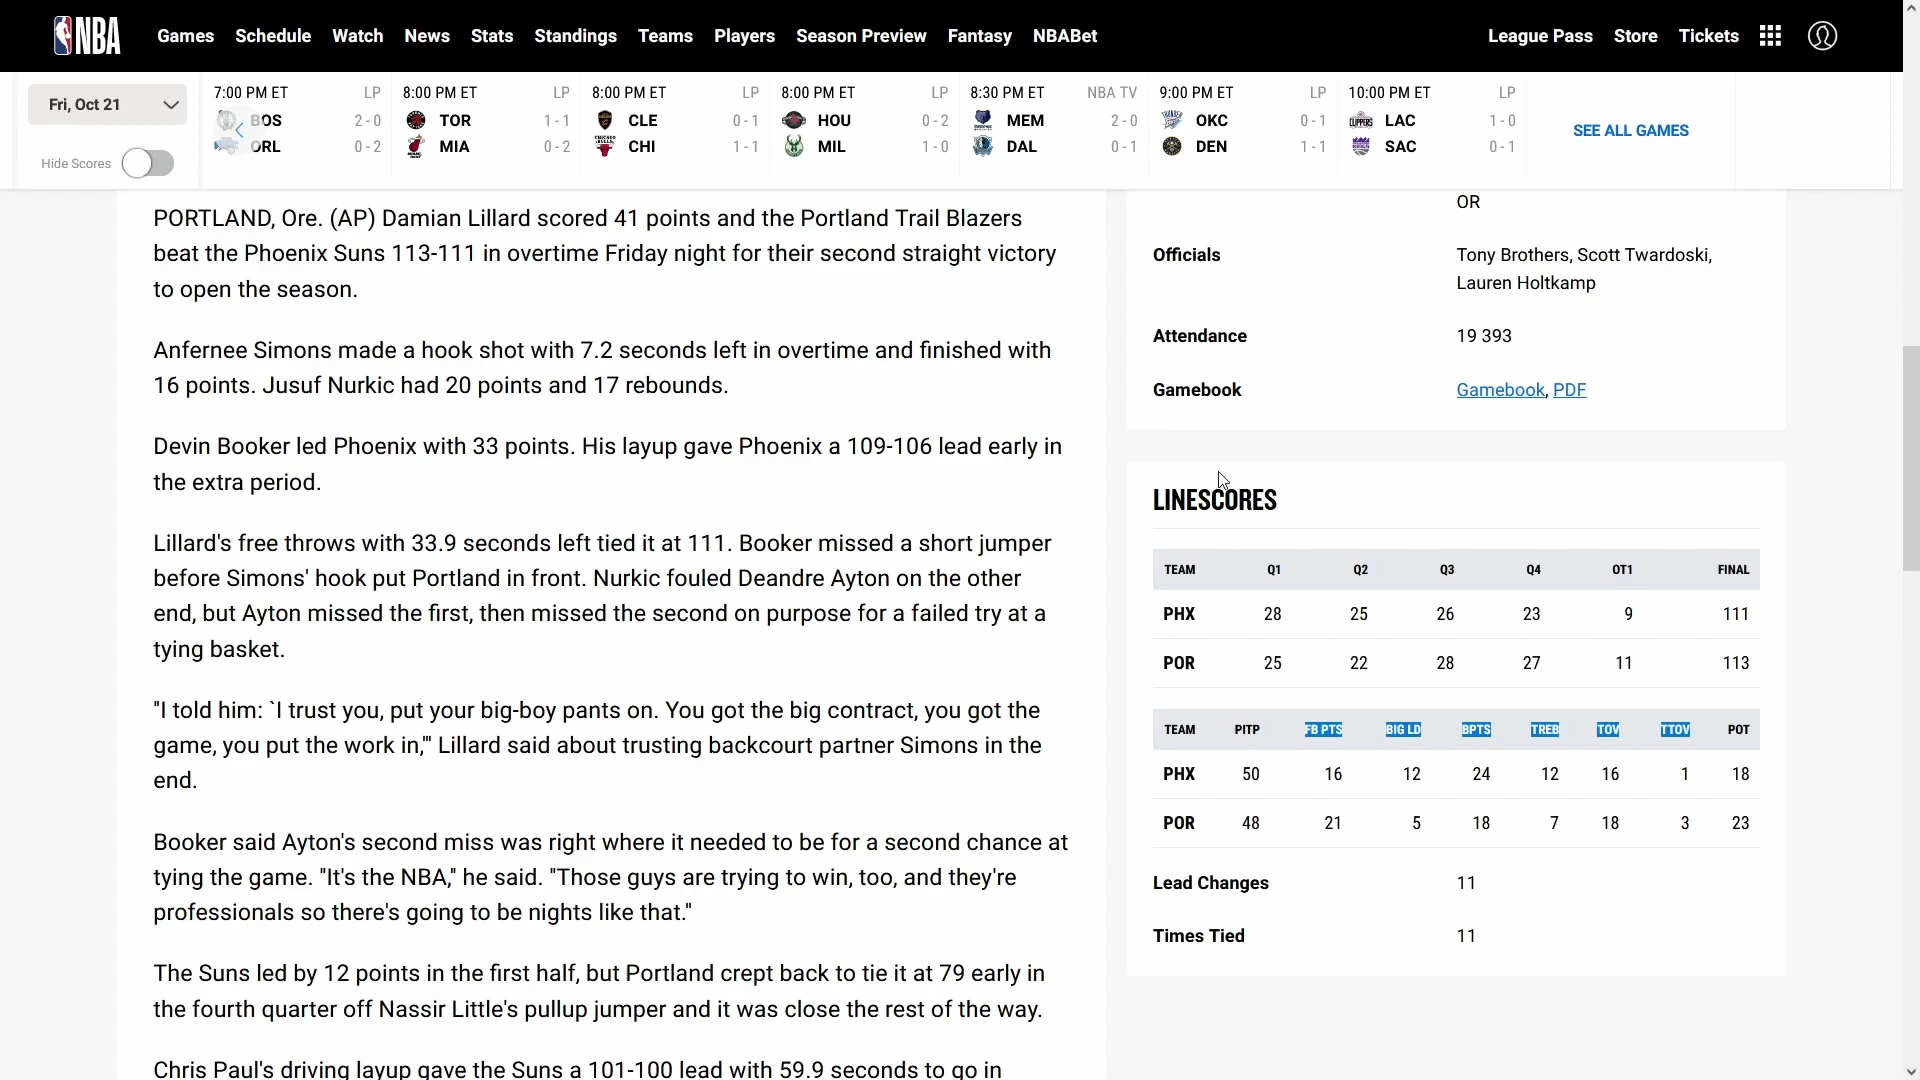 NBA Games Schedule Watch News Stats Standings Teams Players Season Preview Fantasy NBABet League Pass Store Tickets
Fri, Oct 21
Hide Scores
7:00 PM ET LP
BOS 2 - 0
ORL 0 - 2
8:00 PM ET LP
TOR 1 - 1
MIA 0 - 2
8:00 PM ET LP
CLE 0 - 1
CHI 1 - 1
8:00 PM ET LP
HOU 0 - 2
MIL 1 - 0
8:30 PM ET NBA TV
MEM 2 - 0
DAL 0 - 1
9:00 PM ET LP
OKC 0 - 1
DEN 1 - 1
10:00 PM ET LP
LAC 1 - 0
SAC 0 - 1
SEE ALL GAMES
PORTLAND, Ore. (AP) Damian Lillard scored 41 points and the Portland Trail Blazers
beat the Phoenix Suns 113-111 in overtime Friday night for their second straight victory
to open the season.
Anfernee Simons made a hook shot with 7.2 seconds left in overtime and finished with
16 points. Jusuf Nurkic had 20 points and 17 rebounds.
Devin Booker led Phoenix with 33 points. His layup gave Phoenix a 109-106 lead early in
the extra period.
Lillard's free throws with 33.9 seconds left tied it at 111. Booker missed a short jumper
before Simons' hook put Portland in front. Nurkic fouled Deandre Ayton on the other
end, but Ayton missed the first, then missed the second on purpose for a failed try at a
tying basket.
"I told him: `I trust you, put your big-boy pants on. You got the big contract, you got the
game, you put the work in,'" Lillard said about trusting backcourt partner Simons in the
end.
Booker said Ayton's second miss was right where it needed to be for a second chance at
tying the game. "It's the NBA," he said. "Those guys are trying to win, too, and they're
professionals so there's going to be nights like that."
The Suns led by 12 points in the first half, but Portland crept back to tie it at 79 early in
the fourth quarter off Nassir Little's pullup jumper and it was close the rest of the way.
Chris Paul's driving layup gave the Suns a 101-100 lead with 59.9 seconds to go in
OR
Officials Tony Brothers, Scott Twardoski,
Lauren Holtkamp
Attendance 19 393
Gamebook Gamebook, PDF
LINESCORES
TEAM Q1 Q2 Q3 Q4 OT1 FINAL
PHX 28 25 26 23 9 111
POR 25 22 28 27 11 113
TEAM PITP FB PTS BIG LD BPTS TREB TOV TTOV POT
PHX 50 16 12 24 12 16 1 18
POR 48 21 5 18 7 18 3 23
Lead Changes 11
Times Tied 11